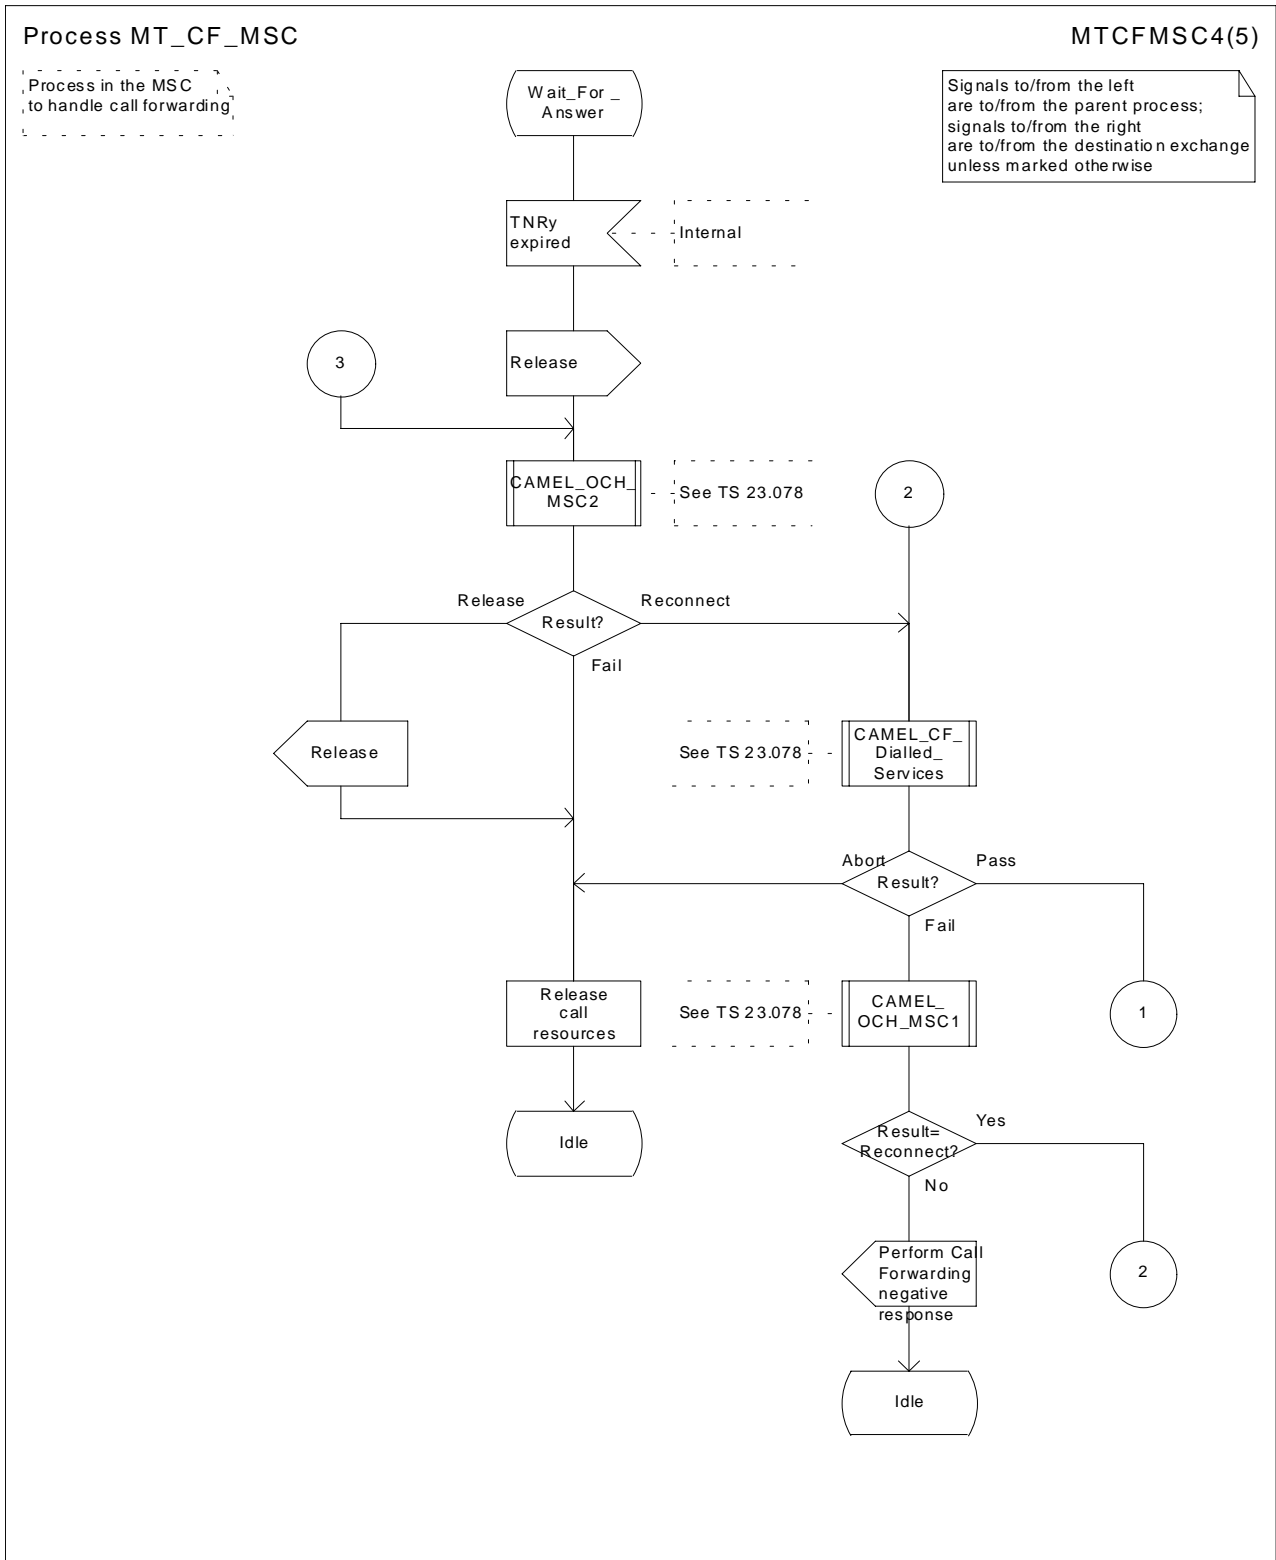 Process MT_CF_MSC
MTCFMSC4(5)
Process in the MSC
to handle call forwarding
Wait_For_
Answer
Signals to/from the left
are to/from the parent process;
signals to/from the right
are to/from the destination exchange
unless marked otherwise
TNRy
expired
Internal
3
Release
CAMEL_OCH_
MSC2
See TS 23.078
2
Release
Result?
Reconnect
Fail
Release
See TS 23.078
CAMEL_CF_
Dialled_
Services
Abort
Result?
Pass
Fail
Release
call
resources
See TS 23.078
CAMEL_
OCH_MSC1
1
Idle
Result=
Reconnect?
Yes
No
Perform Call
Forwarding
negative
response
2
Idle